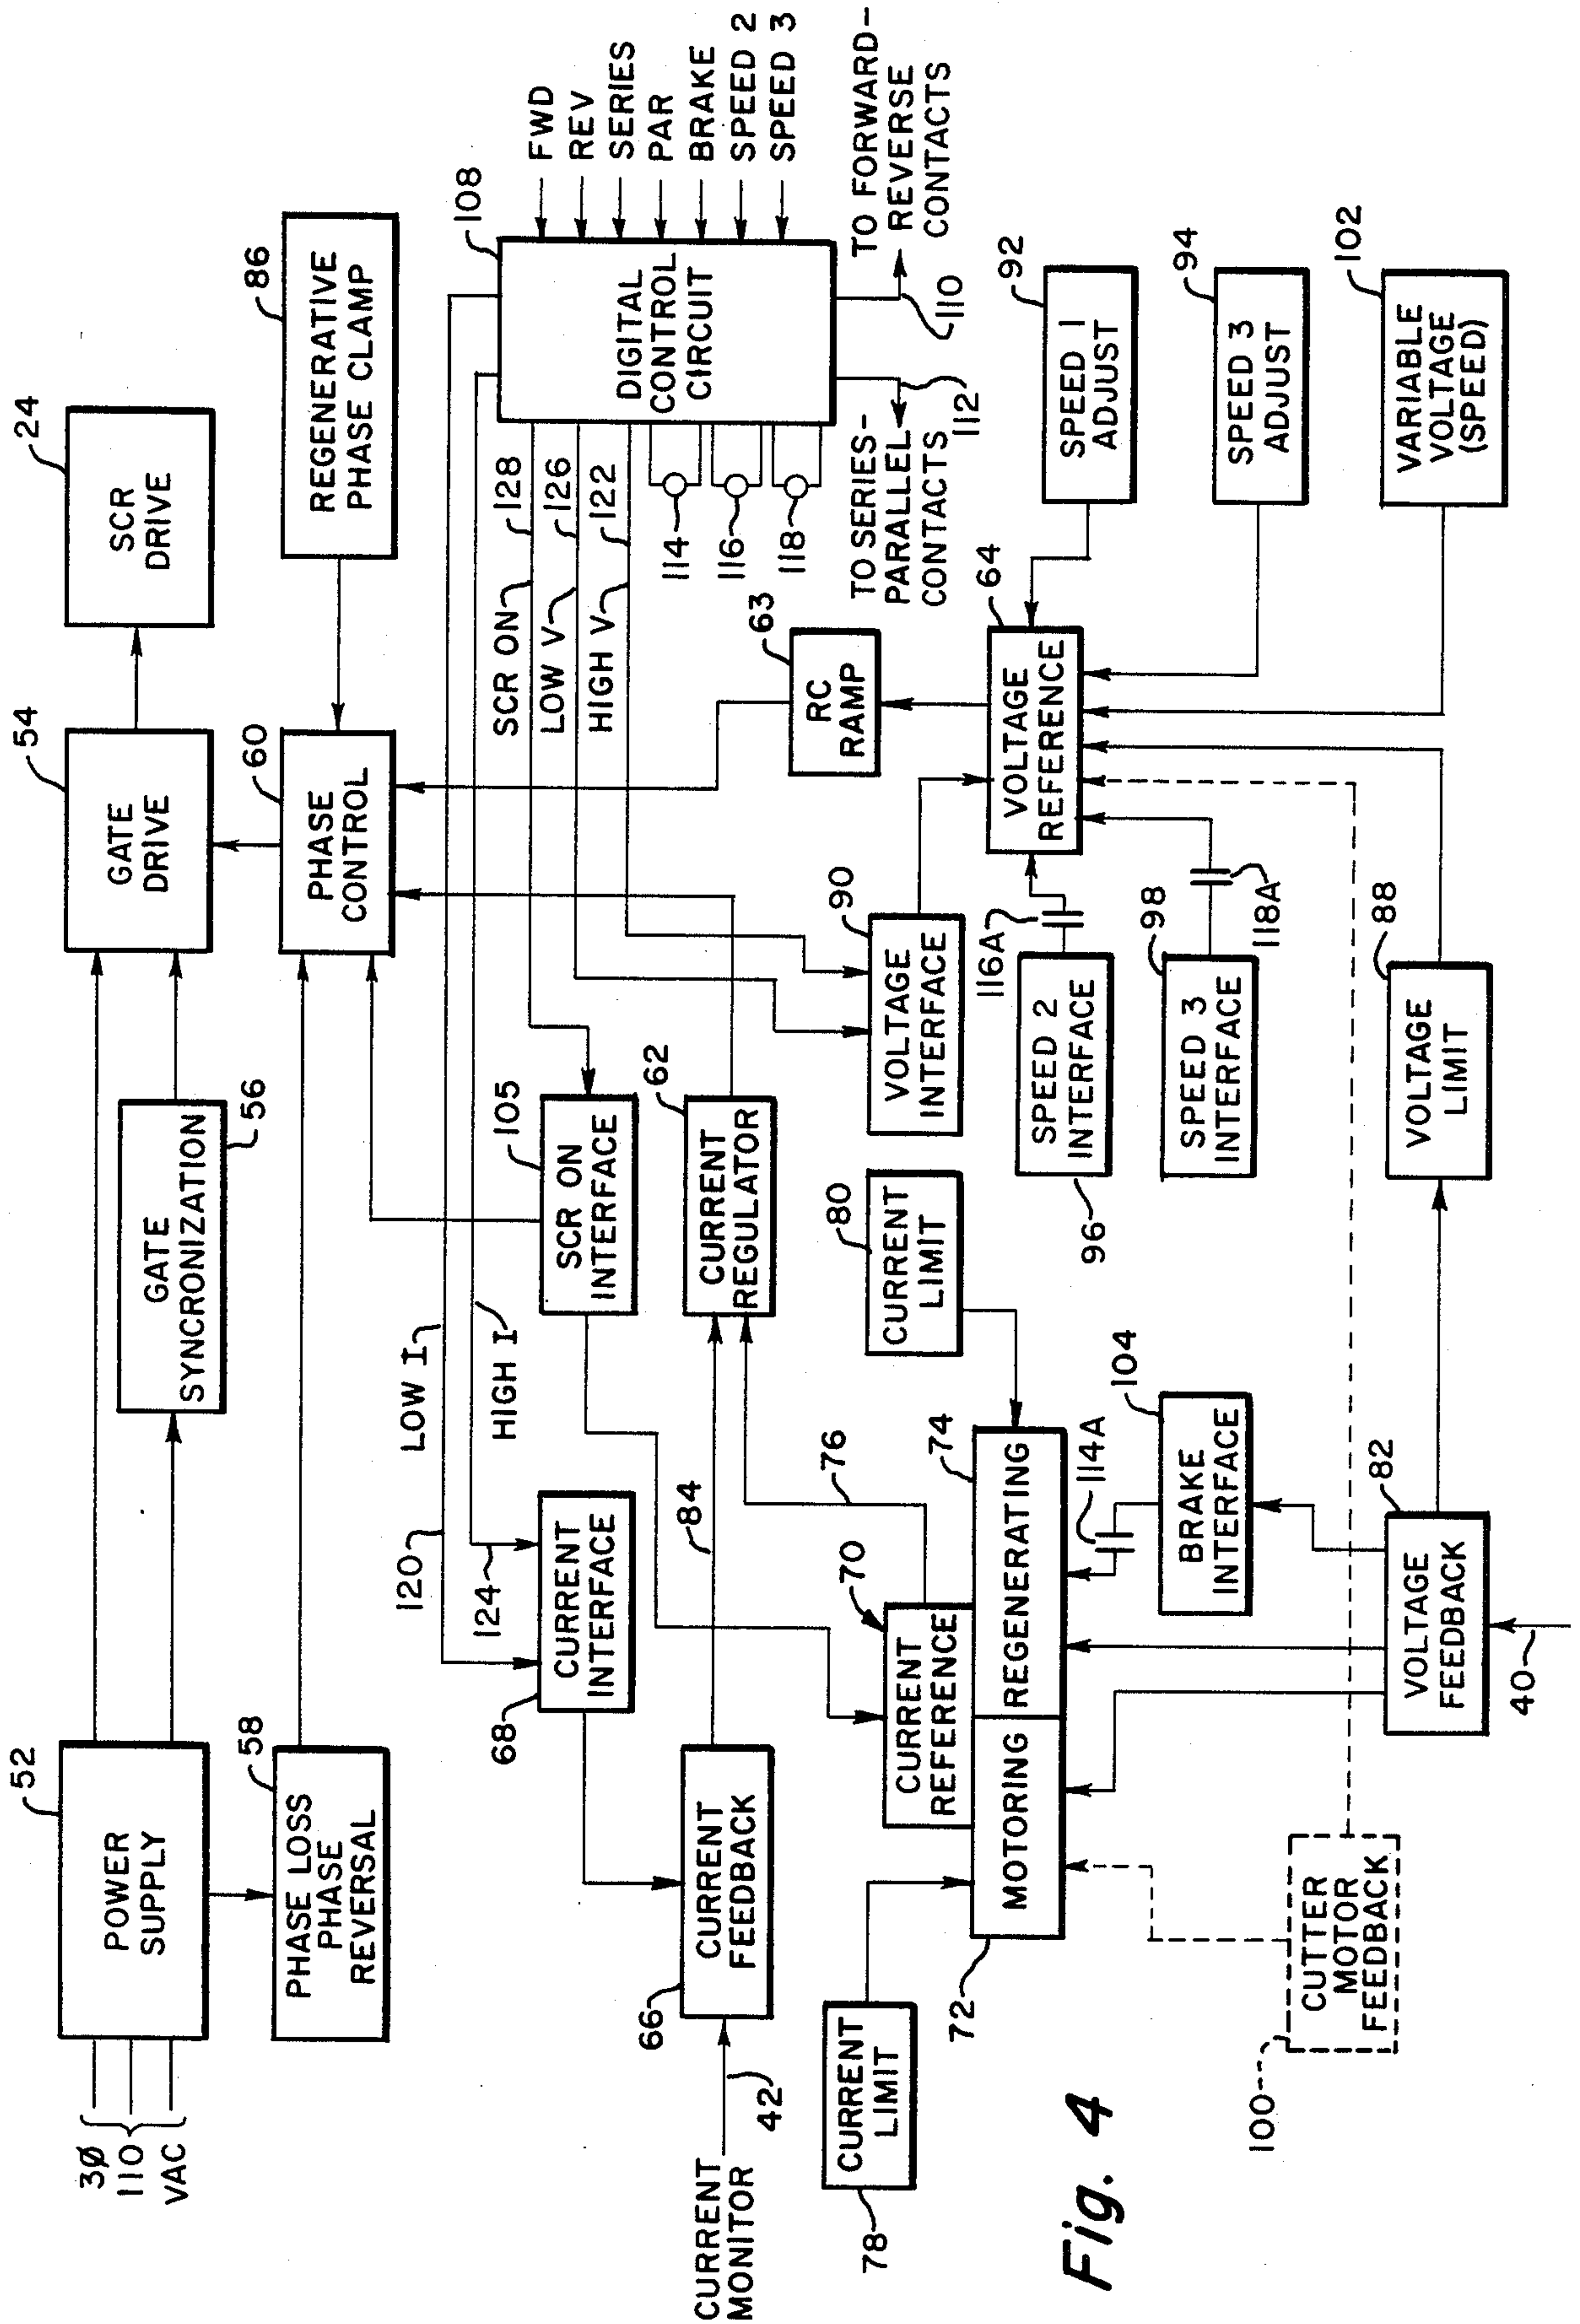 3Ø
110
VAC
52
POWER
SUPPLY
54
GATE
DRIVE
24
SCR
DRIVE
GATE
SYNCRONIZATION
56
58
PHASE LOSS
PHASE
REVERSAL
60
PHASE
CONTROL
86
REGENERATIVE
PHASE CLAMP
LOW I
120
HIGH I
124
CURRENT
INTERFACE
68
105
SCR ON
INTERFACE
SCR ON
128
LOW V
126
HIGH V
122
108
DIGITAL
CONTROL
CIRCUIT
FWD
REV
SERIES
PAR
BRAKE
SPEED 2
SPEED 3
114
116
118
TO SERIES-
PARALLEL
CONTACTS
112
110
TO FORWARD-
REVERSE
CONTACTS
CURRENT
MONITOR
42
66
CURRENT
FEEDBACK
84
62
CURRENT
REGULATOR
76
63
RC
RAMP
78
CURRENT
LIMIT
70
CURRENT
REFERENCE
72
MOTORING
74
REGENERATING
80
CURRENT
LIMIT
90
VOLTAGE
INTERFACE
64
VOLTAGE
REFERENCE
92
SPEED 1
ADJUST
94
SPEED 3
ADJUST
102
VARIABLE
VOLTAGE
(SPEED)
116A
SPEED 2
INTERFACE
96
98
SPEED 3
INTERFACE
118A
88
VOLTAGE
LIMIT
114A
104
BRAKE
INTERFACE
82
VOLTAGE
FEEDBACK
40
100
CUTTER
MOTOR
FEEDBACK
Fig. 4